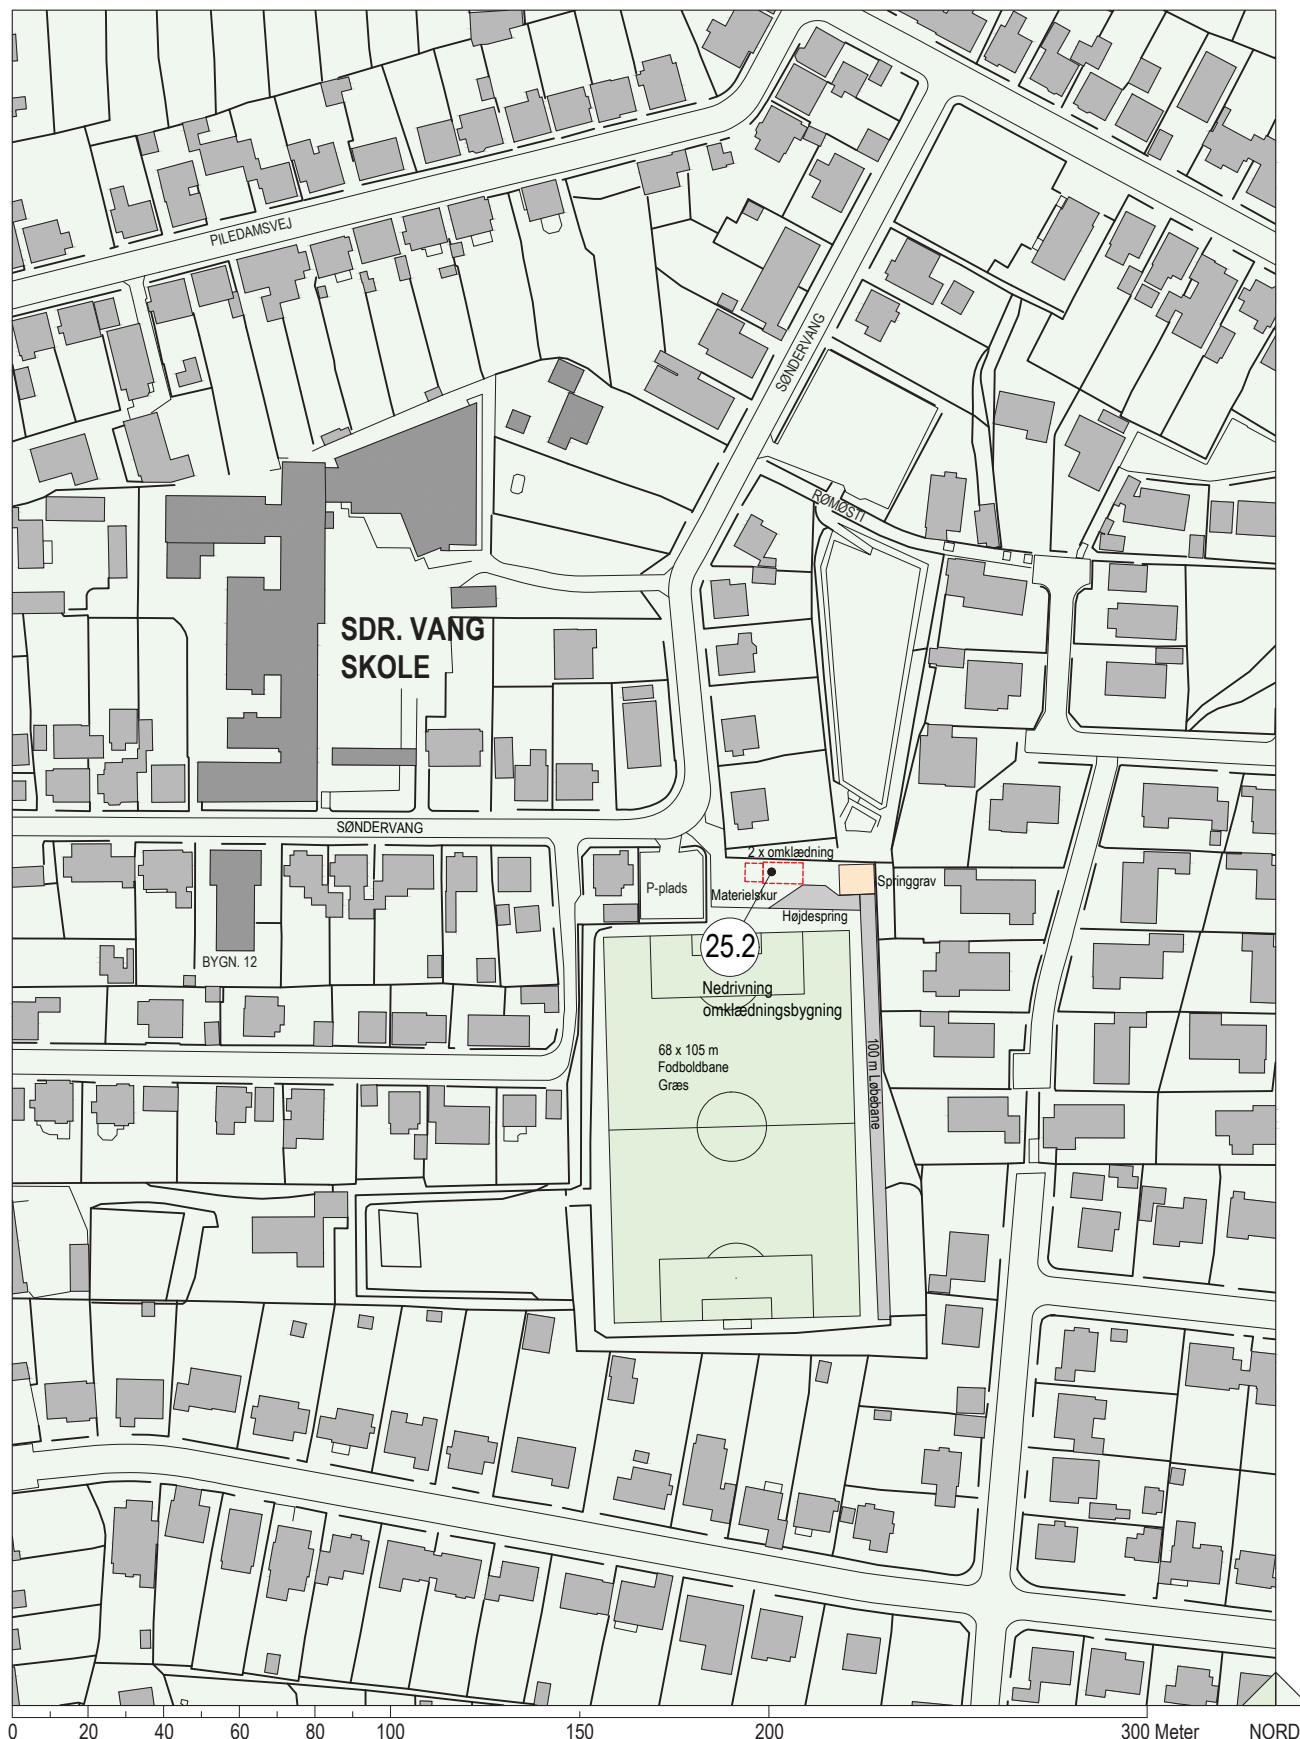 PILEDAMSVEJ
SØNDERVANG
RØMØSTI
SDR. VANG
SKOLE
SØNDERVANG
2 x omklædning
P-plads
Materielskur
Springgrav
Højdespring
BYGN. 12
25.2
Nedrivning
omklædningsbygning
68 x 105 m
Fodboldbane
Græs
100 m Løbebane
0 20 40 60 80 100 150 200 300 Meter NORD